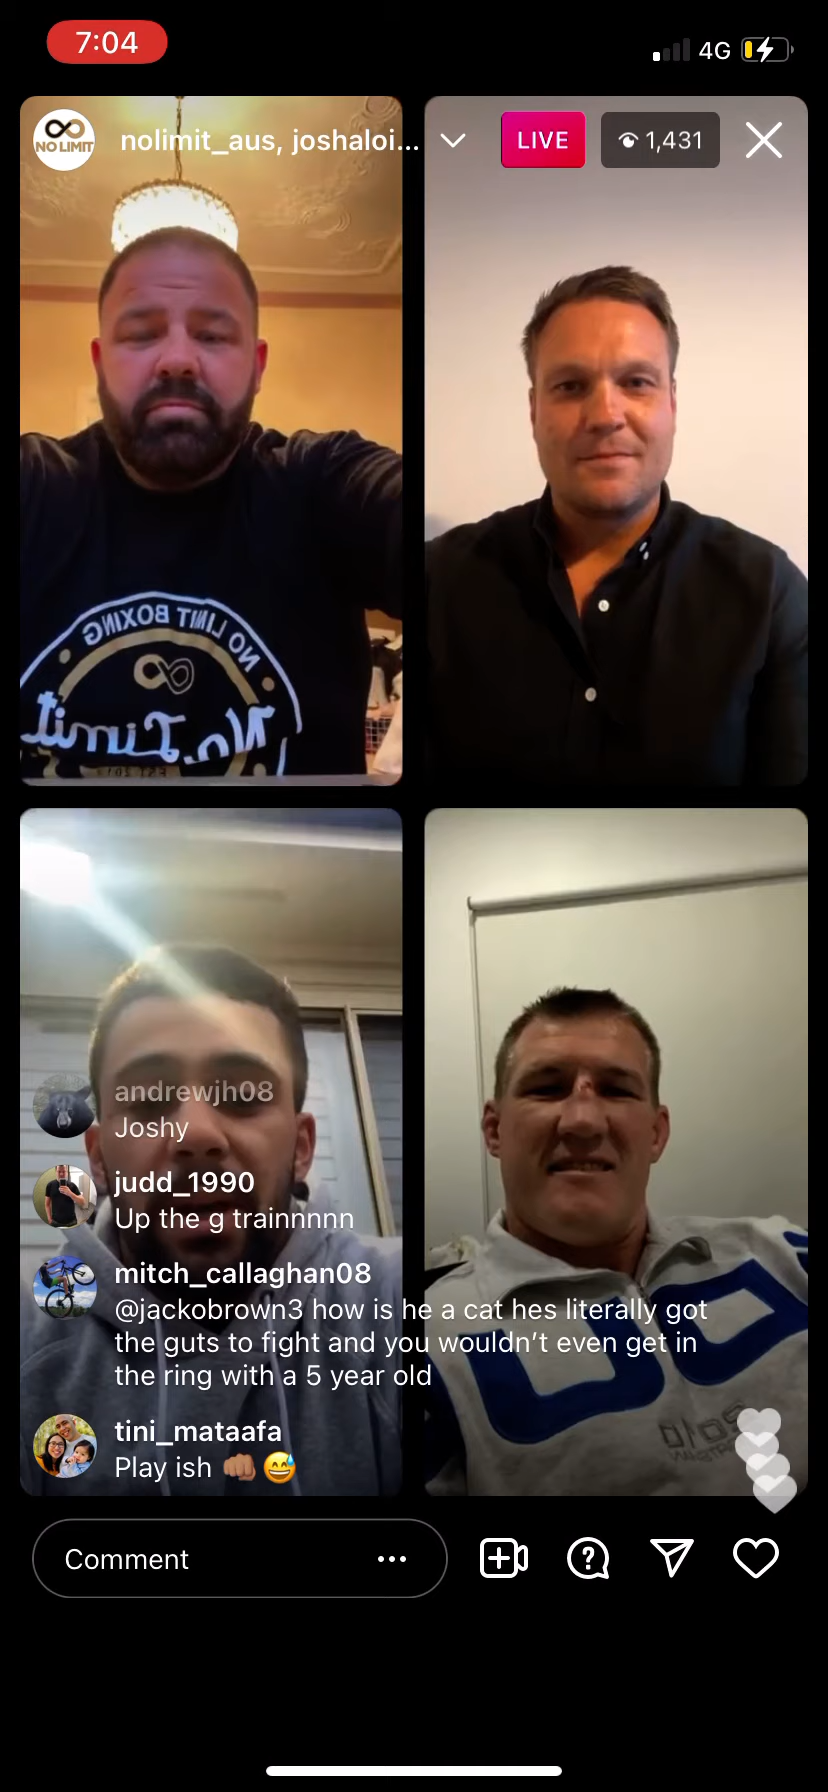 7:04
4G
NO LIMIT
nolimit_aus, joshaloi...
LIVE
1,431
NO LIMIT BOXING
No Limit
andrewjh08
Joshy
judd_1990
Up the g trainnnnn
mitch_callaghan08
@jackobrown3 how is he a cat hes literally got
the guts to fight and you wouldn't even get in
the ring with a 5 year old
tini_mataafa
Play ish 👊🏽😅
Comment